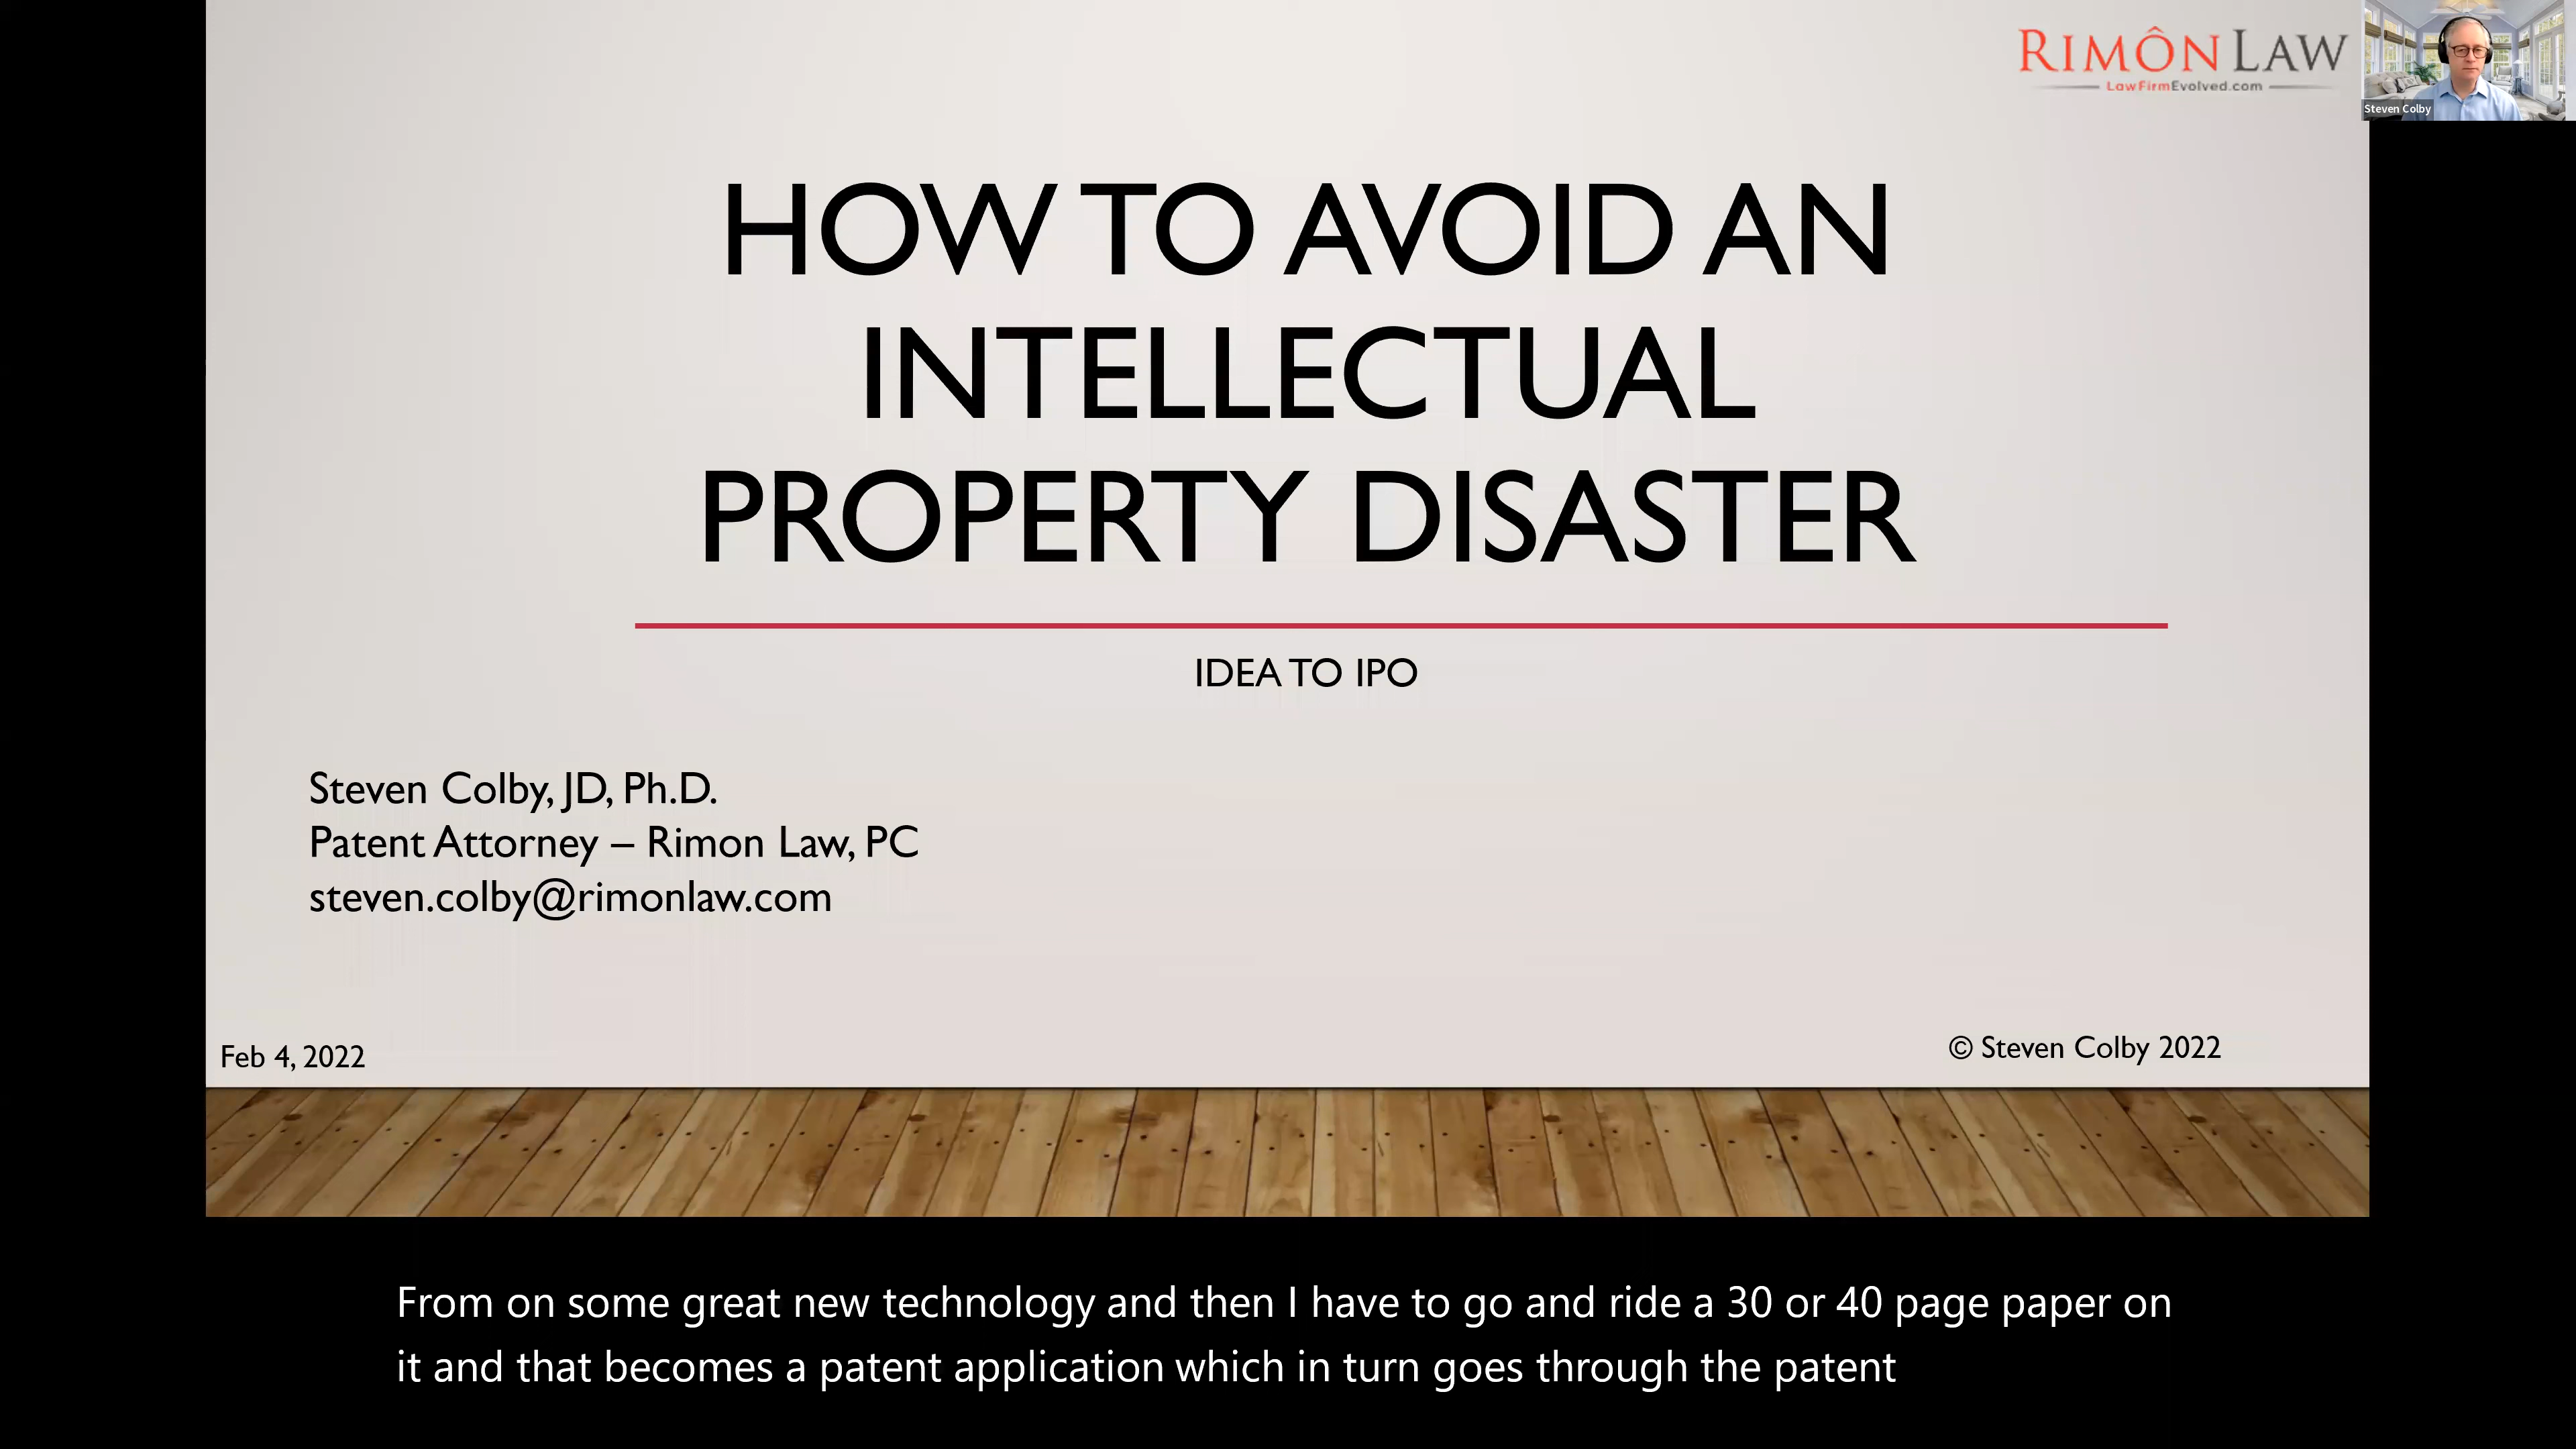 RIMÔN LAW
LawFirmEvolved.com
Steven Colby
HOW TO AVOID AN
INTELLECTUAL
PROPERTY DISASTER
IDEA TO IPO
Steven Colby, JD, Ph.D.
Patent Attorney – Rimon Law, PC
steven.colby@rimonlaw.com
Feb 4, 2022
© Steven Colby 2022
From on some great new technology and then I have to go and ride a 30 or 40 page paper on
it and that becomes a patent application which in turn goes through the patent